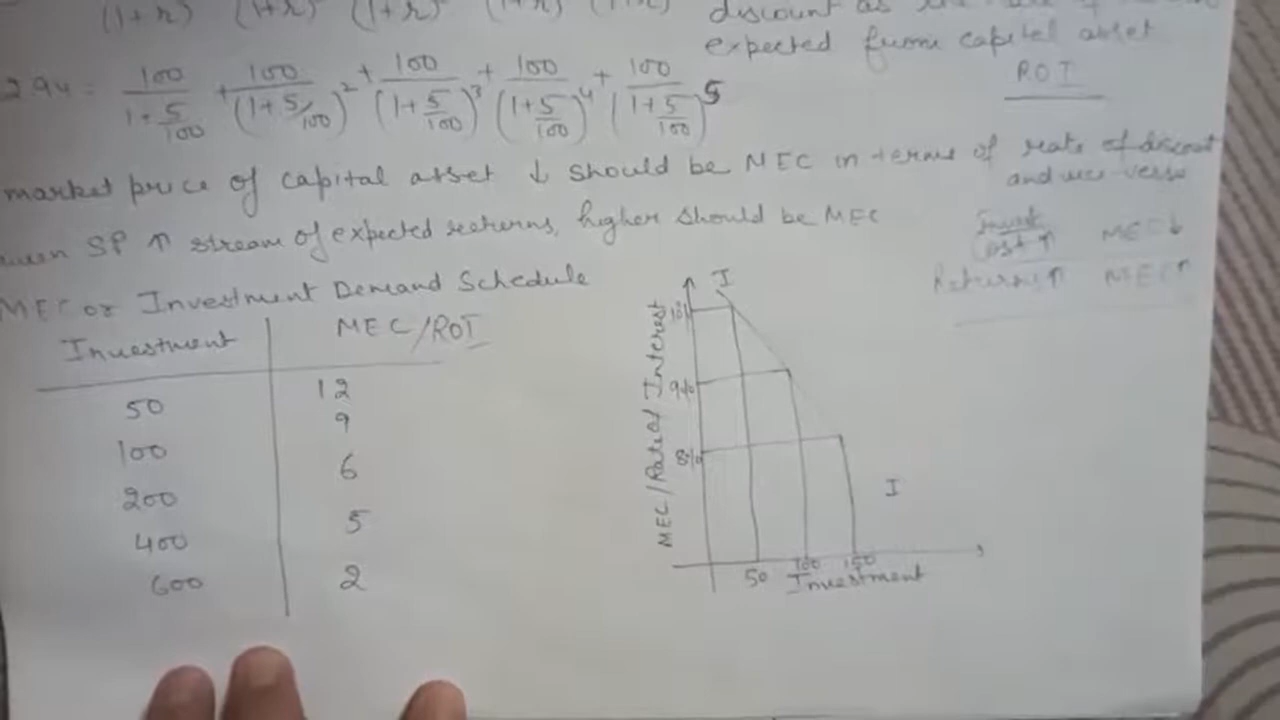 (1+r) (1+r) (1+r)
discount as the
expected from capital asset
ROI
294 = 100/(1+5/100) + 100/(1+5/100)² + 100/(1+5/100)³ + 100/(1+5/100)⁴ + 100/(1+5/100)⁵
market price of capital asset ↓ should be MEC in terms of rate of discount
and vice-versa
SP ↑ stream of expected returns, higher should be MEC
Cost ↑ MEC↓
Returns↑ MEC↑
MEC or Investment Demand Schedule
Investment MEC/ROI
50 12
100 9
200 6
400 5
600 2
I
MEC/Rate of Interest
10%
9%
8%
I
50 100 150
Investment